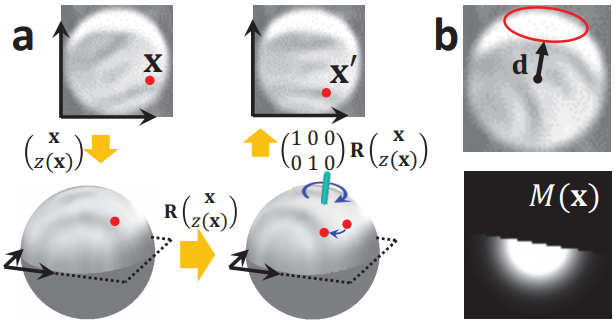 a
x
x′
b
d
(x
z(x))
(1 0 0
0 1 0) R (x
z(x))
R (x
z(x))
M(x)